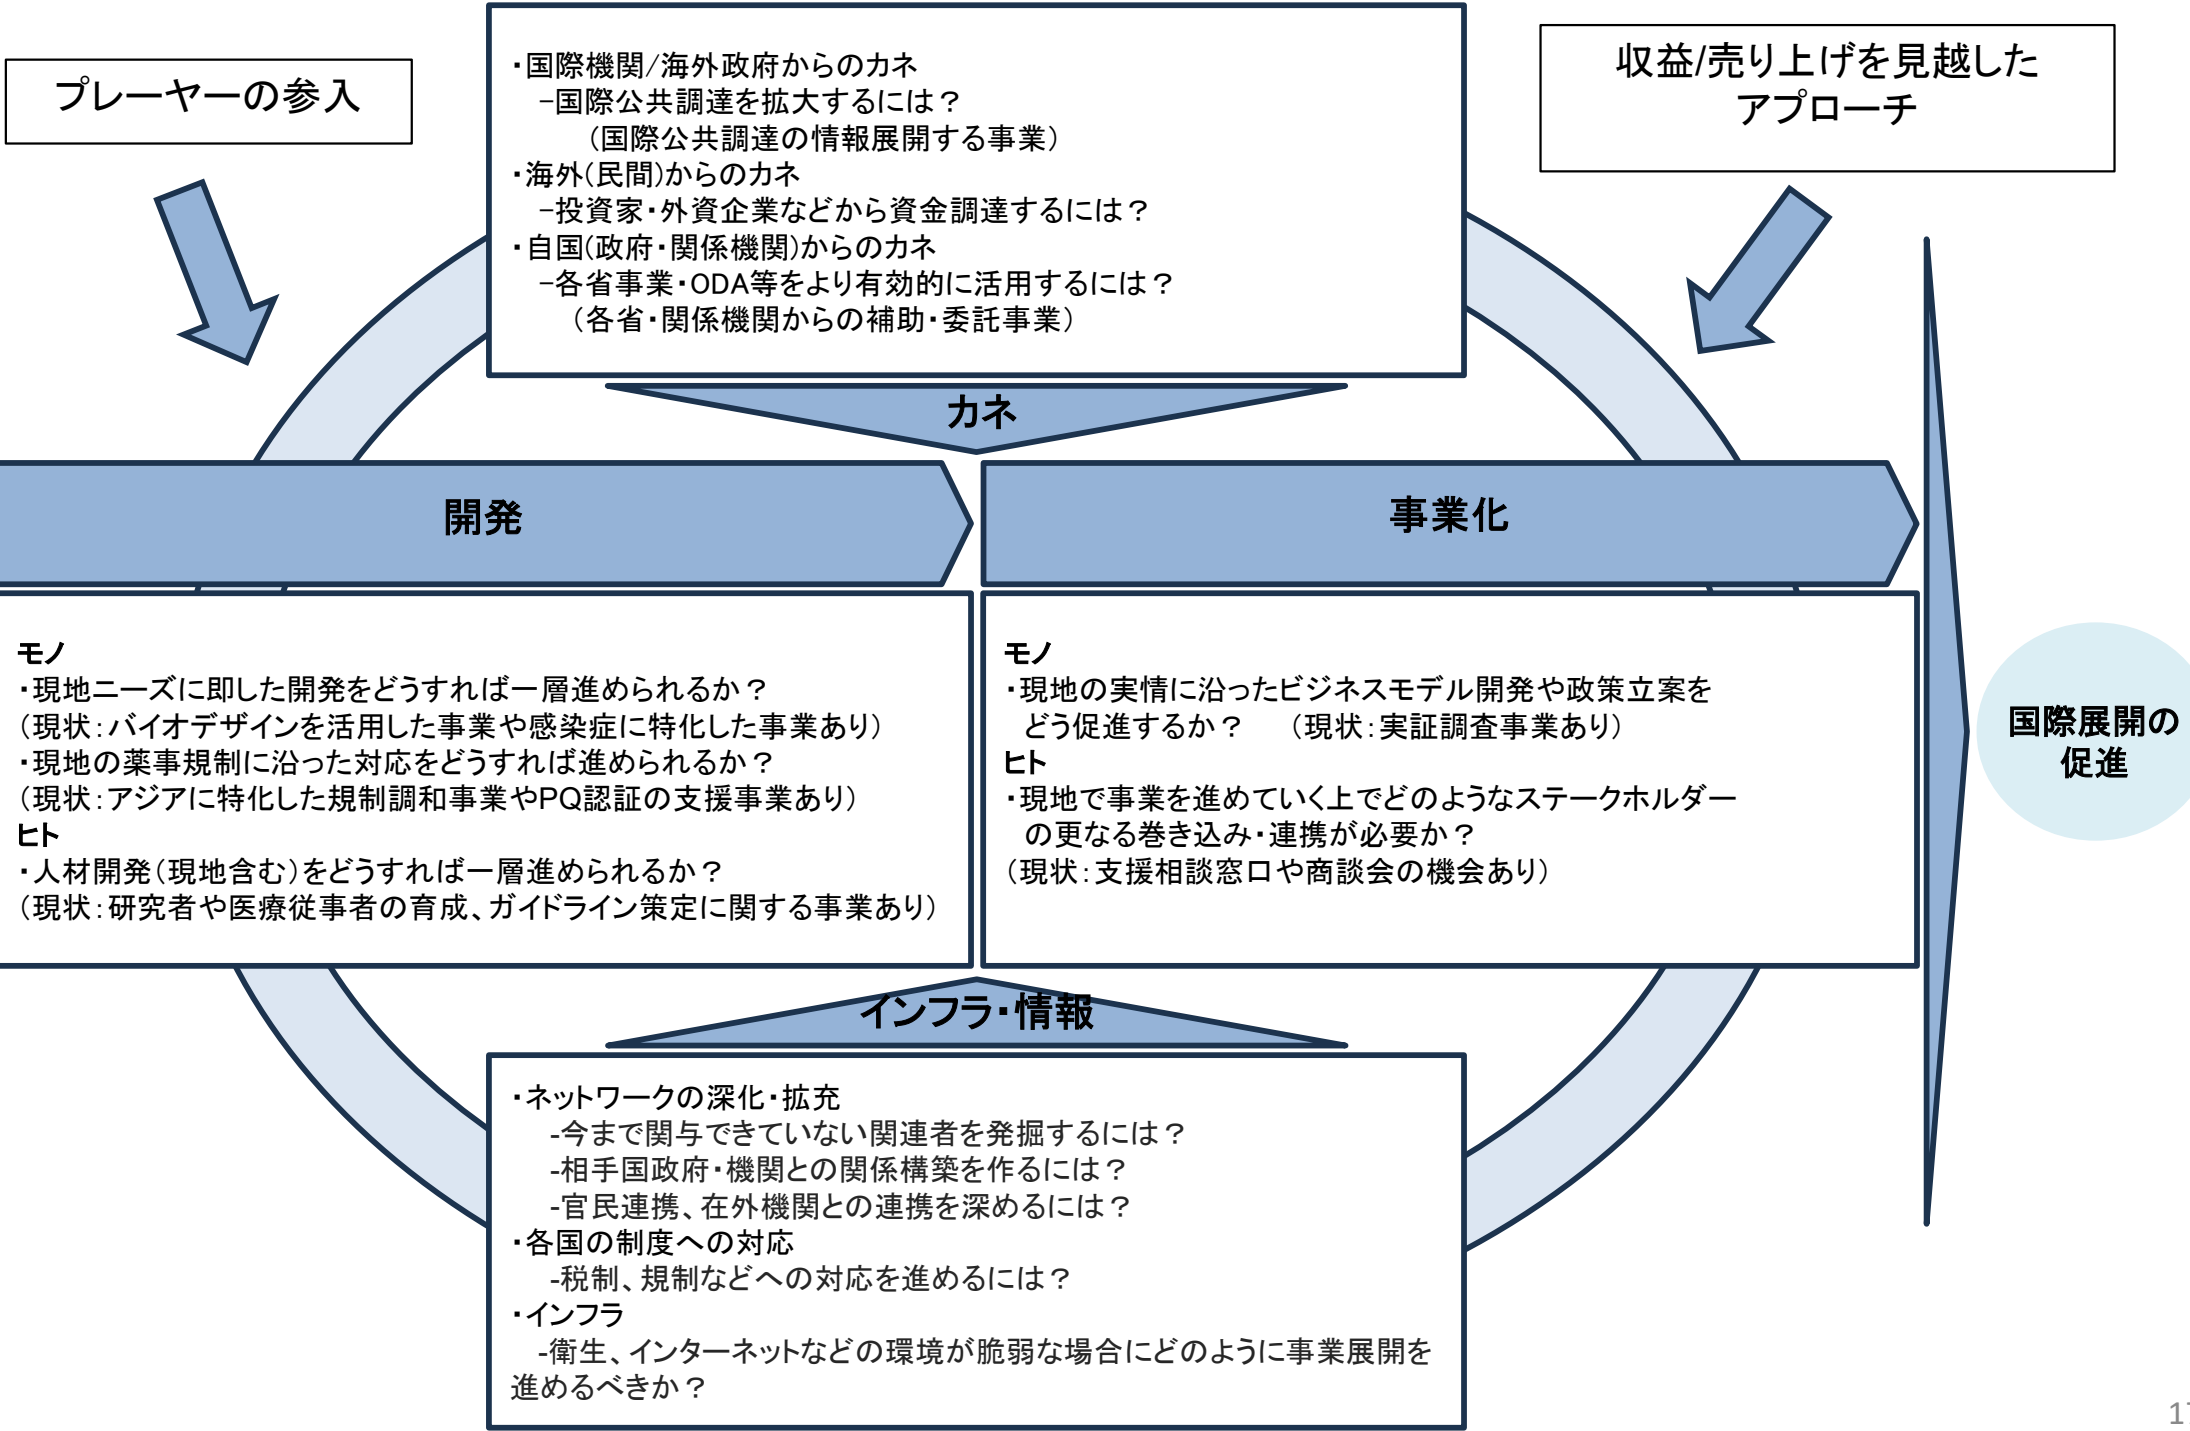 プレーヤーの参入
・国際機関/海外政府からのカネ
－国際公共調達を拡大するには？
（国際公共調達の情報展開する事業）
・海外(民間)からのカネ
－投資家・外資企業などから資金調達するには？
・自国(政府・関係機関)からのカネ
－各省事業・ODA等をより有効的に活用するには？
（各省・関係機関からの補助・委託事業）
収益/売り上げを見越した
アプローチ
カネ
開発
事業化
モノ
・現地ニーズに即した開発をどうすれば一層進められるか？
（現状：バイオデザインを活用した事業や感染症に特化した事業あり）
・現地の薬事規制に沿った対応をどうすれば進められるか？
（現状：アジアに特化した規制調和事業やPQ認証の支援事業あり）
ヒト
・人材開発（現地含む）をどうすれば一層進められるか？
（現状：研究者や医療従事者の育成、ガイドライン策定に関する事業あり）
モノ
・現地の実情に沿ったビジネスモデル開発や政策立案を
どう促進するか？　（現状：実証調査事業あり）
ヒト
・現地で事業を進めていく上でどのようなステークホルダー
の更なる巻き込み・連携が必要か？
（現状：支援相談窓口や商談会の機会あり）
国際展開の
促進
インフラ・情報
・ネットワークの深化・拡充
-今まで関与できていない関連者を発掘するには？
-相手国政府・機関との関係構築を作るには？
-官民連携、在外機関との連携を深めるには？
・各国の制度への対応
-税制、規制などへの対応を進めるには？
・インフラ
-衛生、インターネットなどの環境が脆弱な場合にどのように事業展開を
進めるべきか？
17